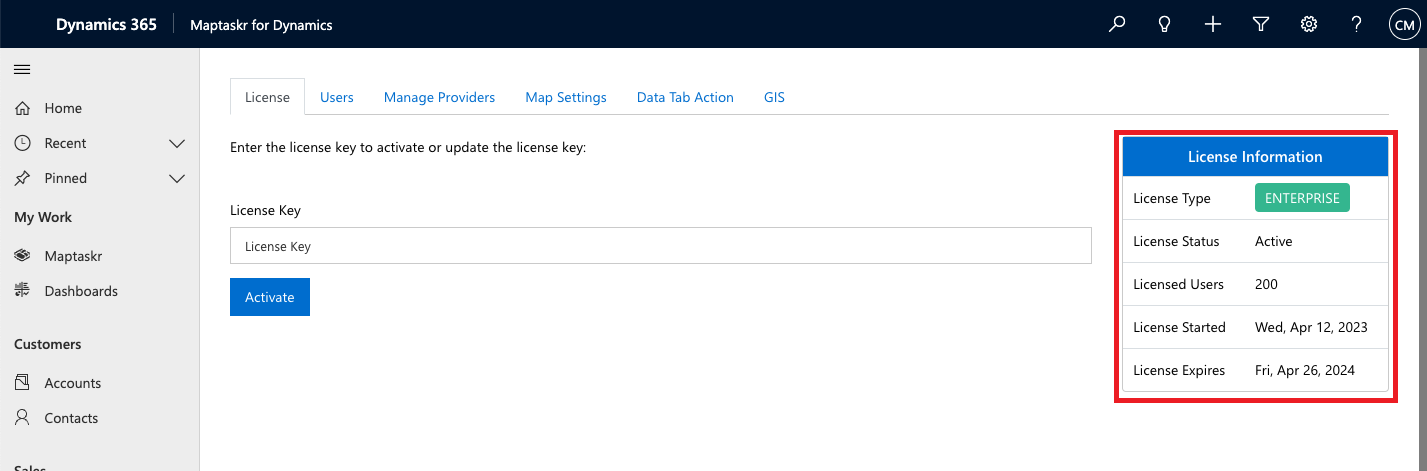 Dynamics 365 Maptaskr for Dynamics CM
Home
Recent
Pinned
My Work
Maptaskr
Dashboards
Customers
Accounts
Contacts
Sales
License Users Manage Providers Map Settings Data Tab Action GIS
Enter the license key to activate or update the license key:
License Key
License Key
Activate
License Information
License Type ENTERPRISE
License Status Active
Licensed Users 200
License Started Wed, Apr 12, 2023
License Expires Fri, Apr 26, 2024